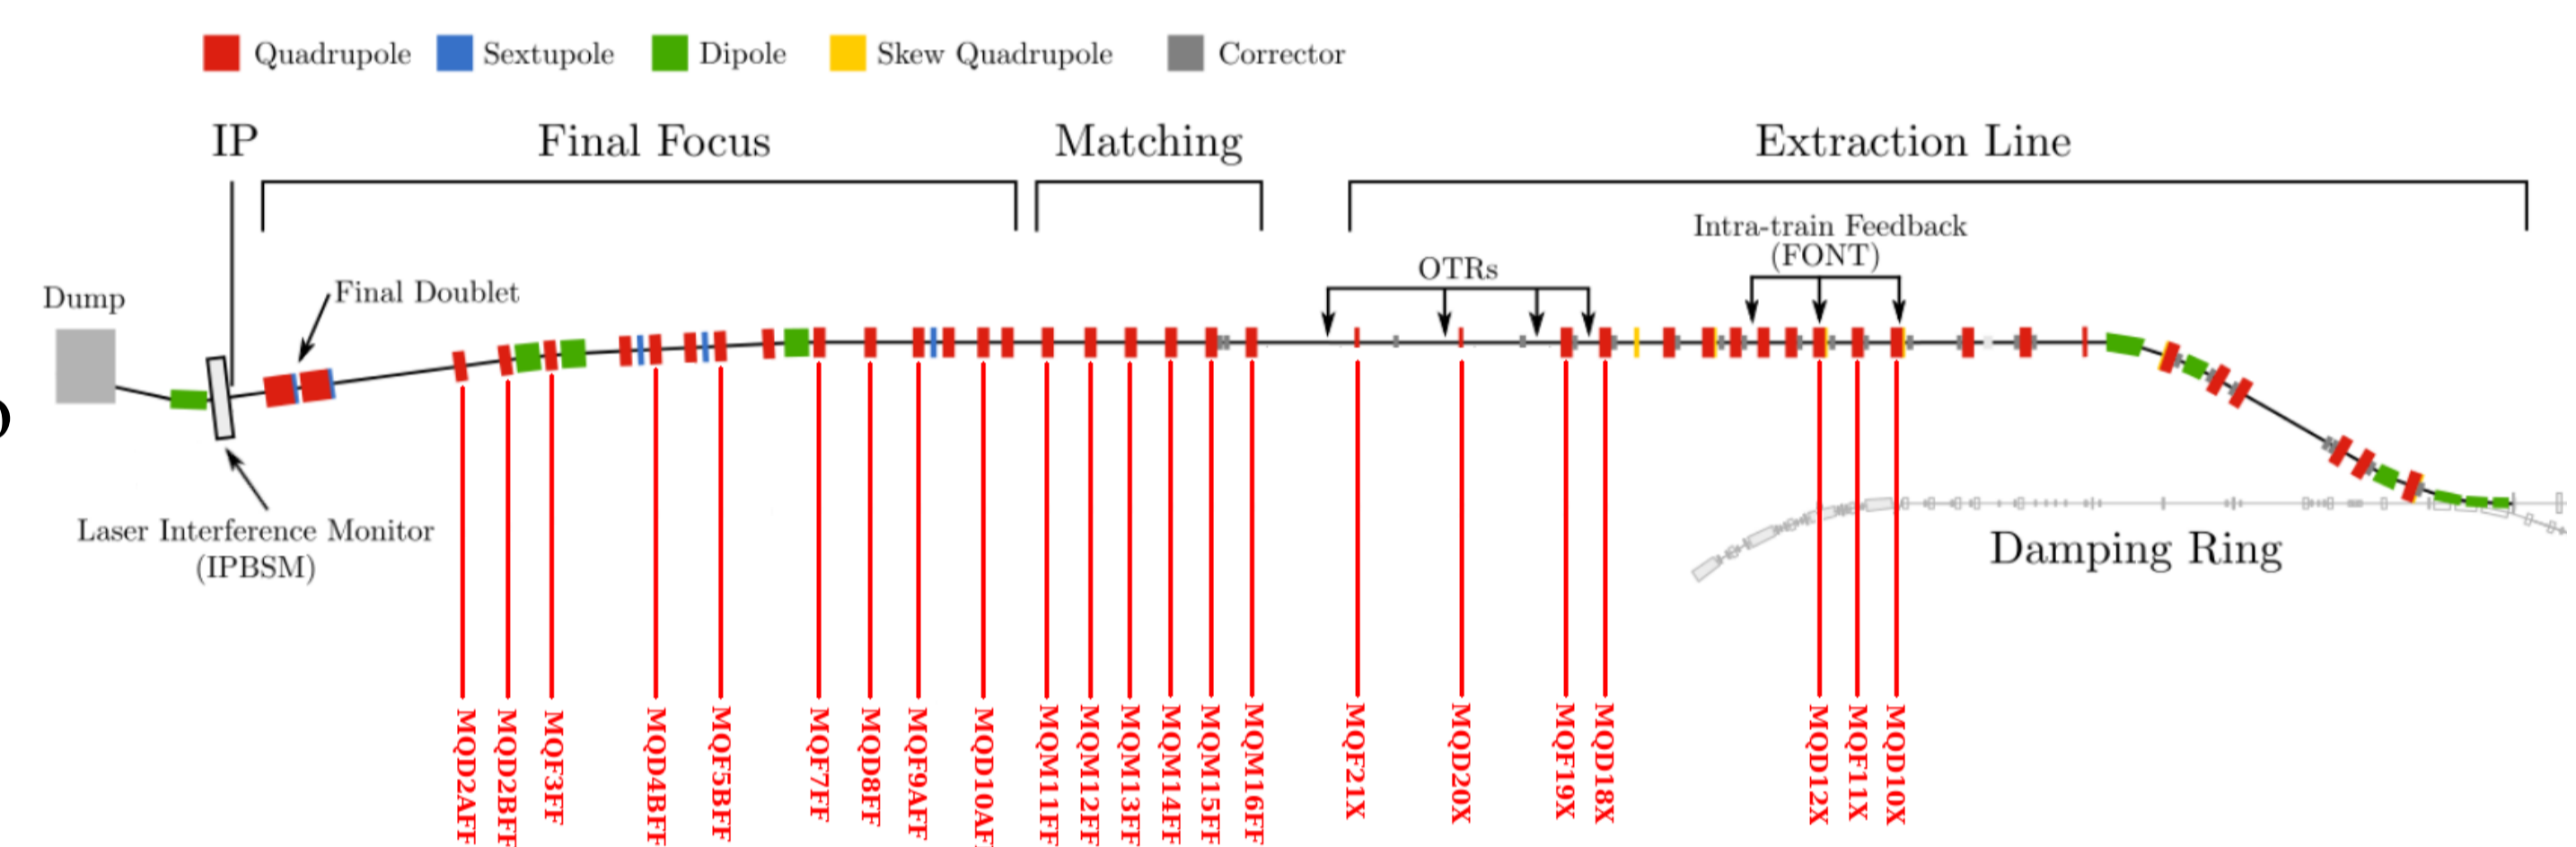 Quadrupole
Sextupole
Dipole
Skew Quadrupole
Corrector
IP
Final Focus
Matching
Extraction Line
Intra-train Feedback
(FONT)
OTRs
Final Doublet
Dump
Laser Interference Monitor
(IPBSM)
Damping Ring
MQD2AFF
MQD2BFF
MQF3FF
MQD4BFF
MQF5BFF
MQF7FF
MQD8FF
MQF9AFF
MQD10AF
MQM11FF
MQM12FF
MQM13FF
MQM14FF
MQM15FF
MQM16FF
MQF21X
MQD20X
MQF19X
MQD18X
MQD12X
MQF11X
MQD10X